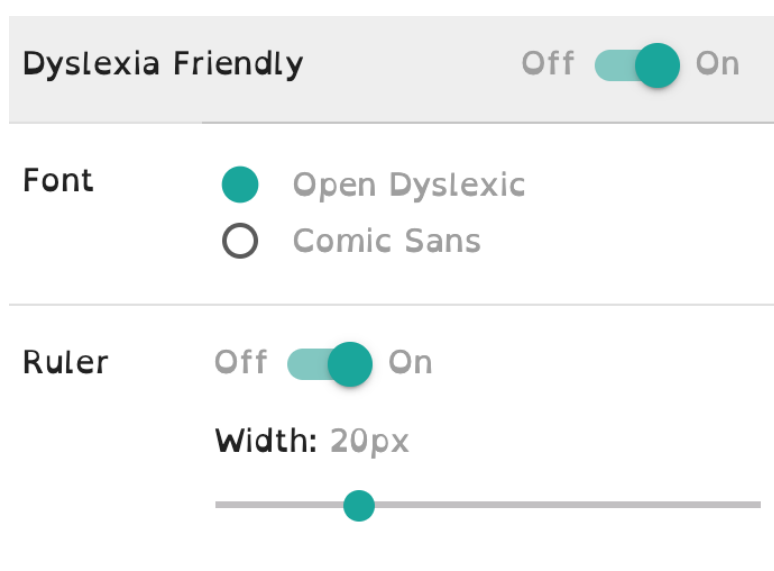 Dyslexia Friendly Off On
Font Open Dyslexic
Comic Sans
Ruler Off On
Width: 20px